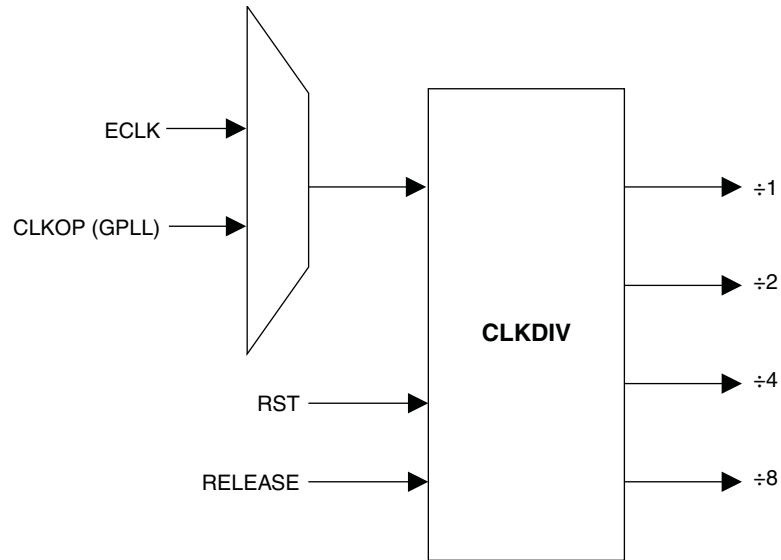 ECLK
CLKOP (GPLL)
RST
RELEASE
CLKDIV
÷1
÷2
÷4
÷8